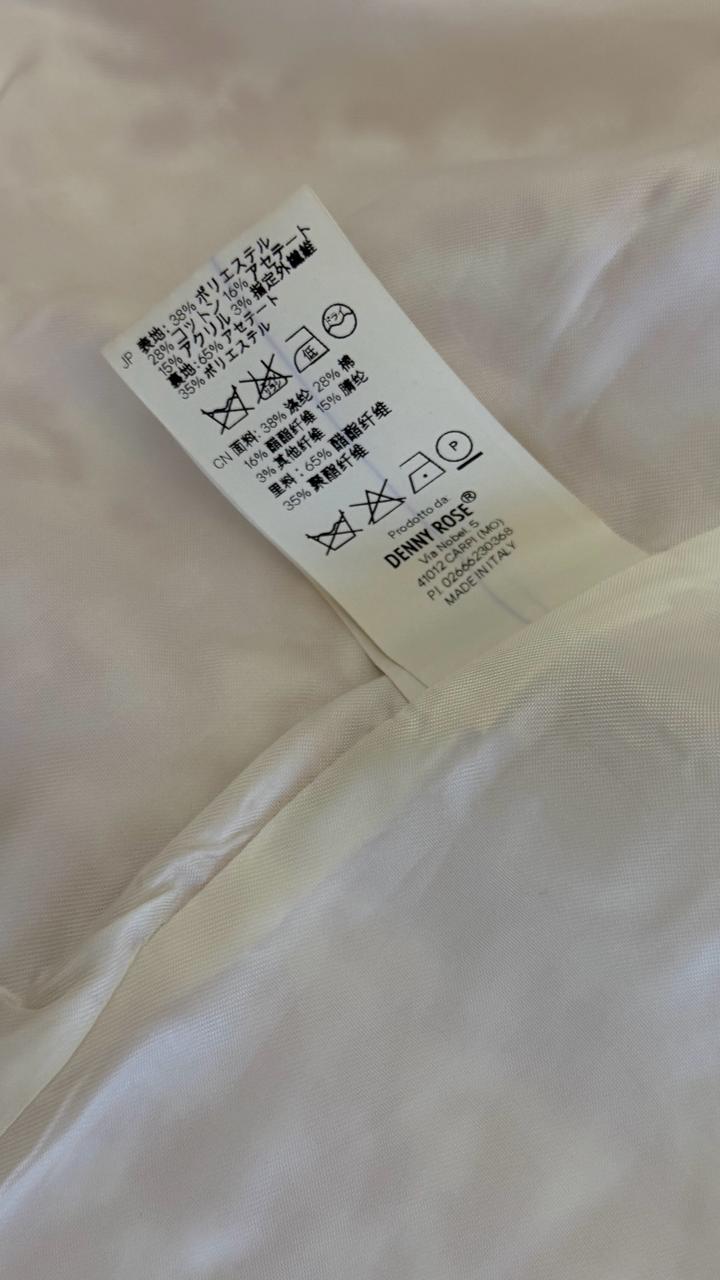 JP 表地: 38% ポリエステル
28% コットン 16% アセテート
15% アクリル 3% 指定外繊維
裏地: 65% アセテート
35% ポリエステル
低 ドライ
CN 面料: 38% 涤纶 28% 棉
16% 醋酯纤维 15% 腈纶
3% 其他纤维
里料: 65% 醋酯纤维
35% 聚酯纤维
P
Prodotto da:
DENNY ROSE®
Via Nobel, 5
41012 CARPI (MO)
P.I. 02666230368
MADE IN ITALY